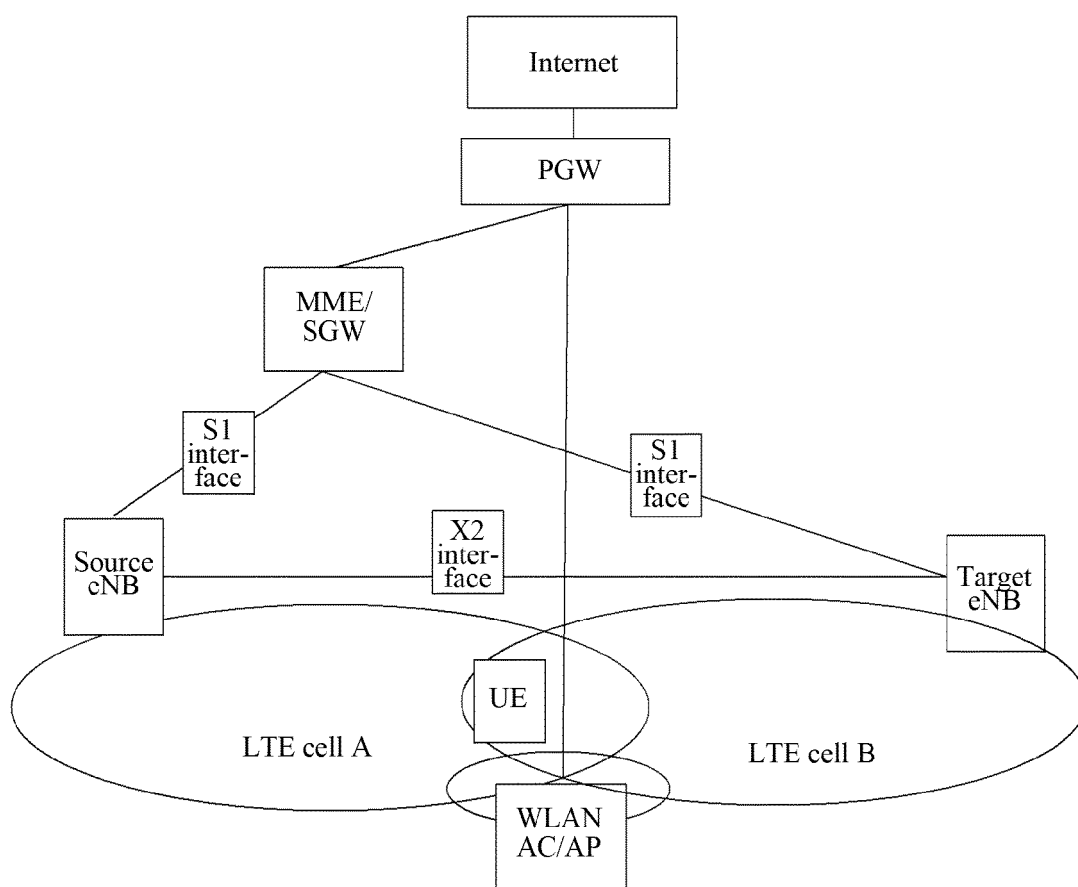 Internet
PGW
MME/
SGW
S1
inter-
face
S1
inter-
face
X2
inter-
face
Source
eNB
Target
eNB
UE
LTE cell A
LTE cell B
WLAN
AC/AP